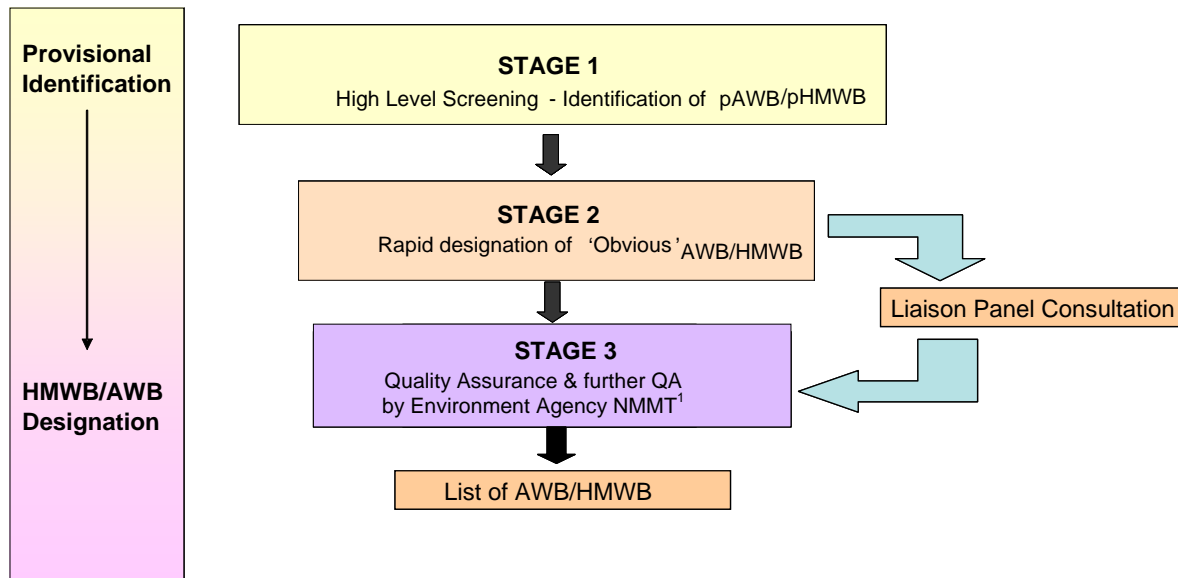 Provisional
Identification
HMWB/AWB
Designation
STAGE 1
High Level Screening - Identification of pAWB/pHMWB
STAGE 2
Rapid designation of ‘Obvious’ AWB/HMWB
Liaison Panel Consultation
STAGE 3
Quality Assurance & further QA
by Environment Agency NMMT¹
List of AWB/HMWB